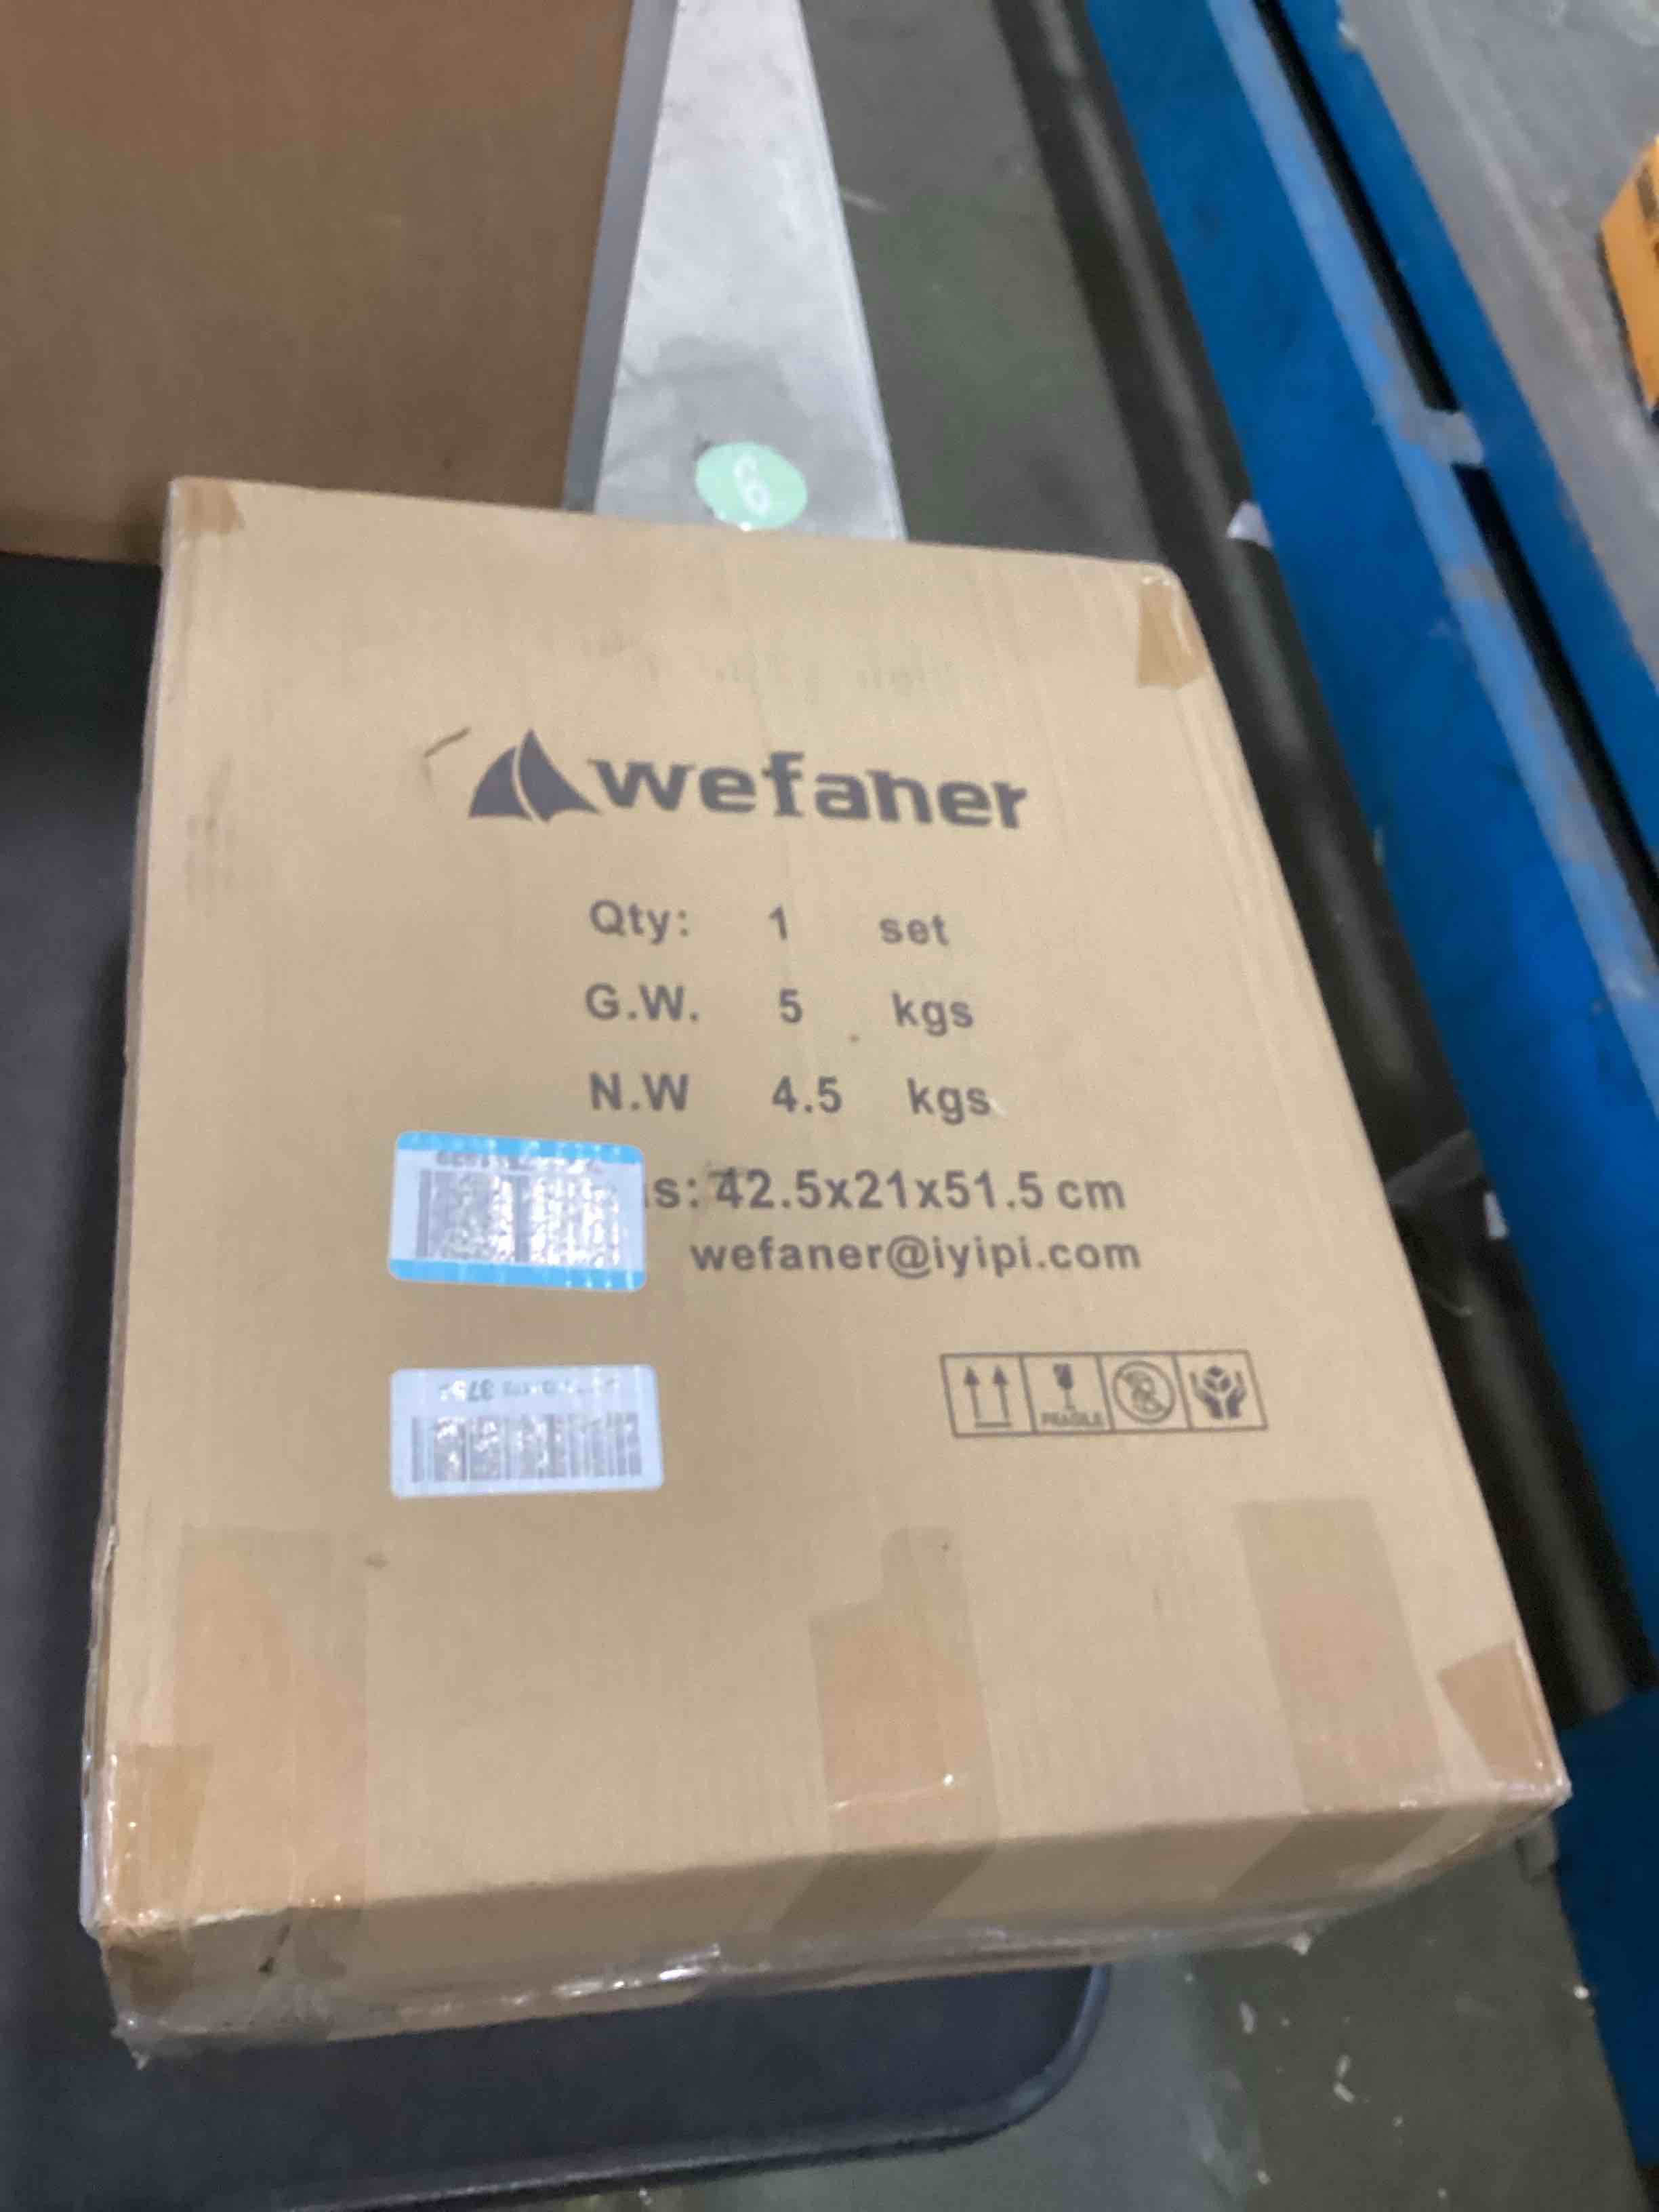 wefaner
Qty: 1 set
G.W. 5 kgs
N.W 4.5 kgs
s: 42.5x21x51.5 cm
wefaner@iyipi.com
FRAGILE